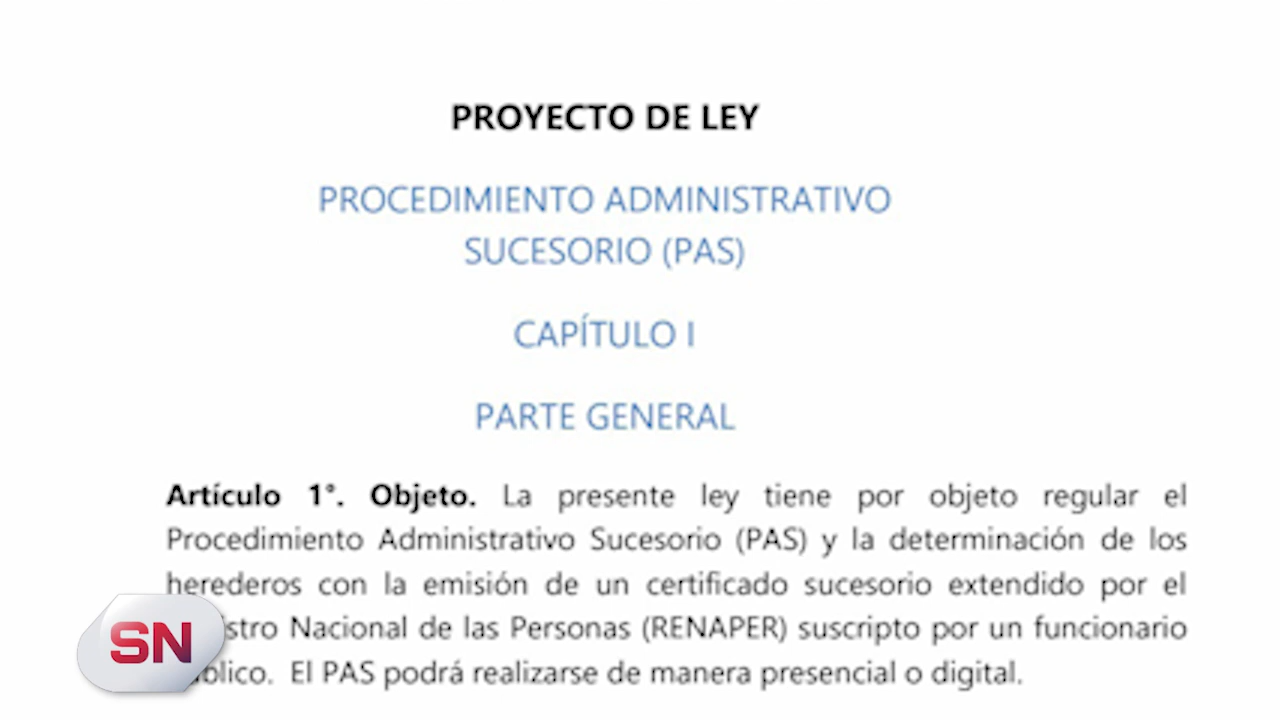 PROYECTO DE LEY
PROCEDIMIENTO ADMINISTRATIVO
SUCESORIO (PAS)
CAPÍTULO I
PARTE GENERAL
Artículo 1°. Objeto. La presente ley tiene por objeto regular el
Procedimiento Administrativo Sucesorio (PAS) y la determinación de los
herederos con la emisión de un certificado sucesorio extendido por el
stro Nacional de las Personas (RENAPER) suscripto por un funcionario
blico. El PAS podrá realizarse de manera presencial o digital.
SN